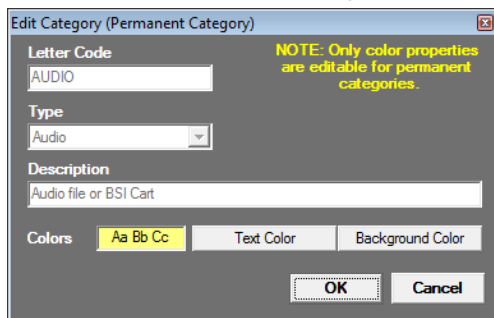 Edit Category (Permanent Category)
Letter Code
NOTE: Only color properties
are editable for permanent
categories.
AUDIO
Type
Audio
Description
Audio file or BSI Cart
Colors
Aa Bb Cc
Text Color
Background Color
OK
Cancel